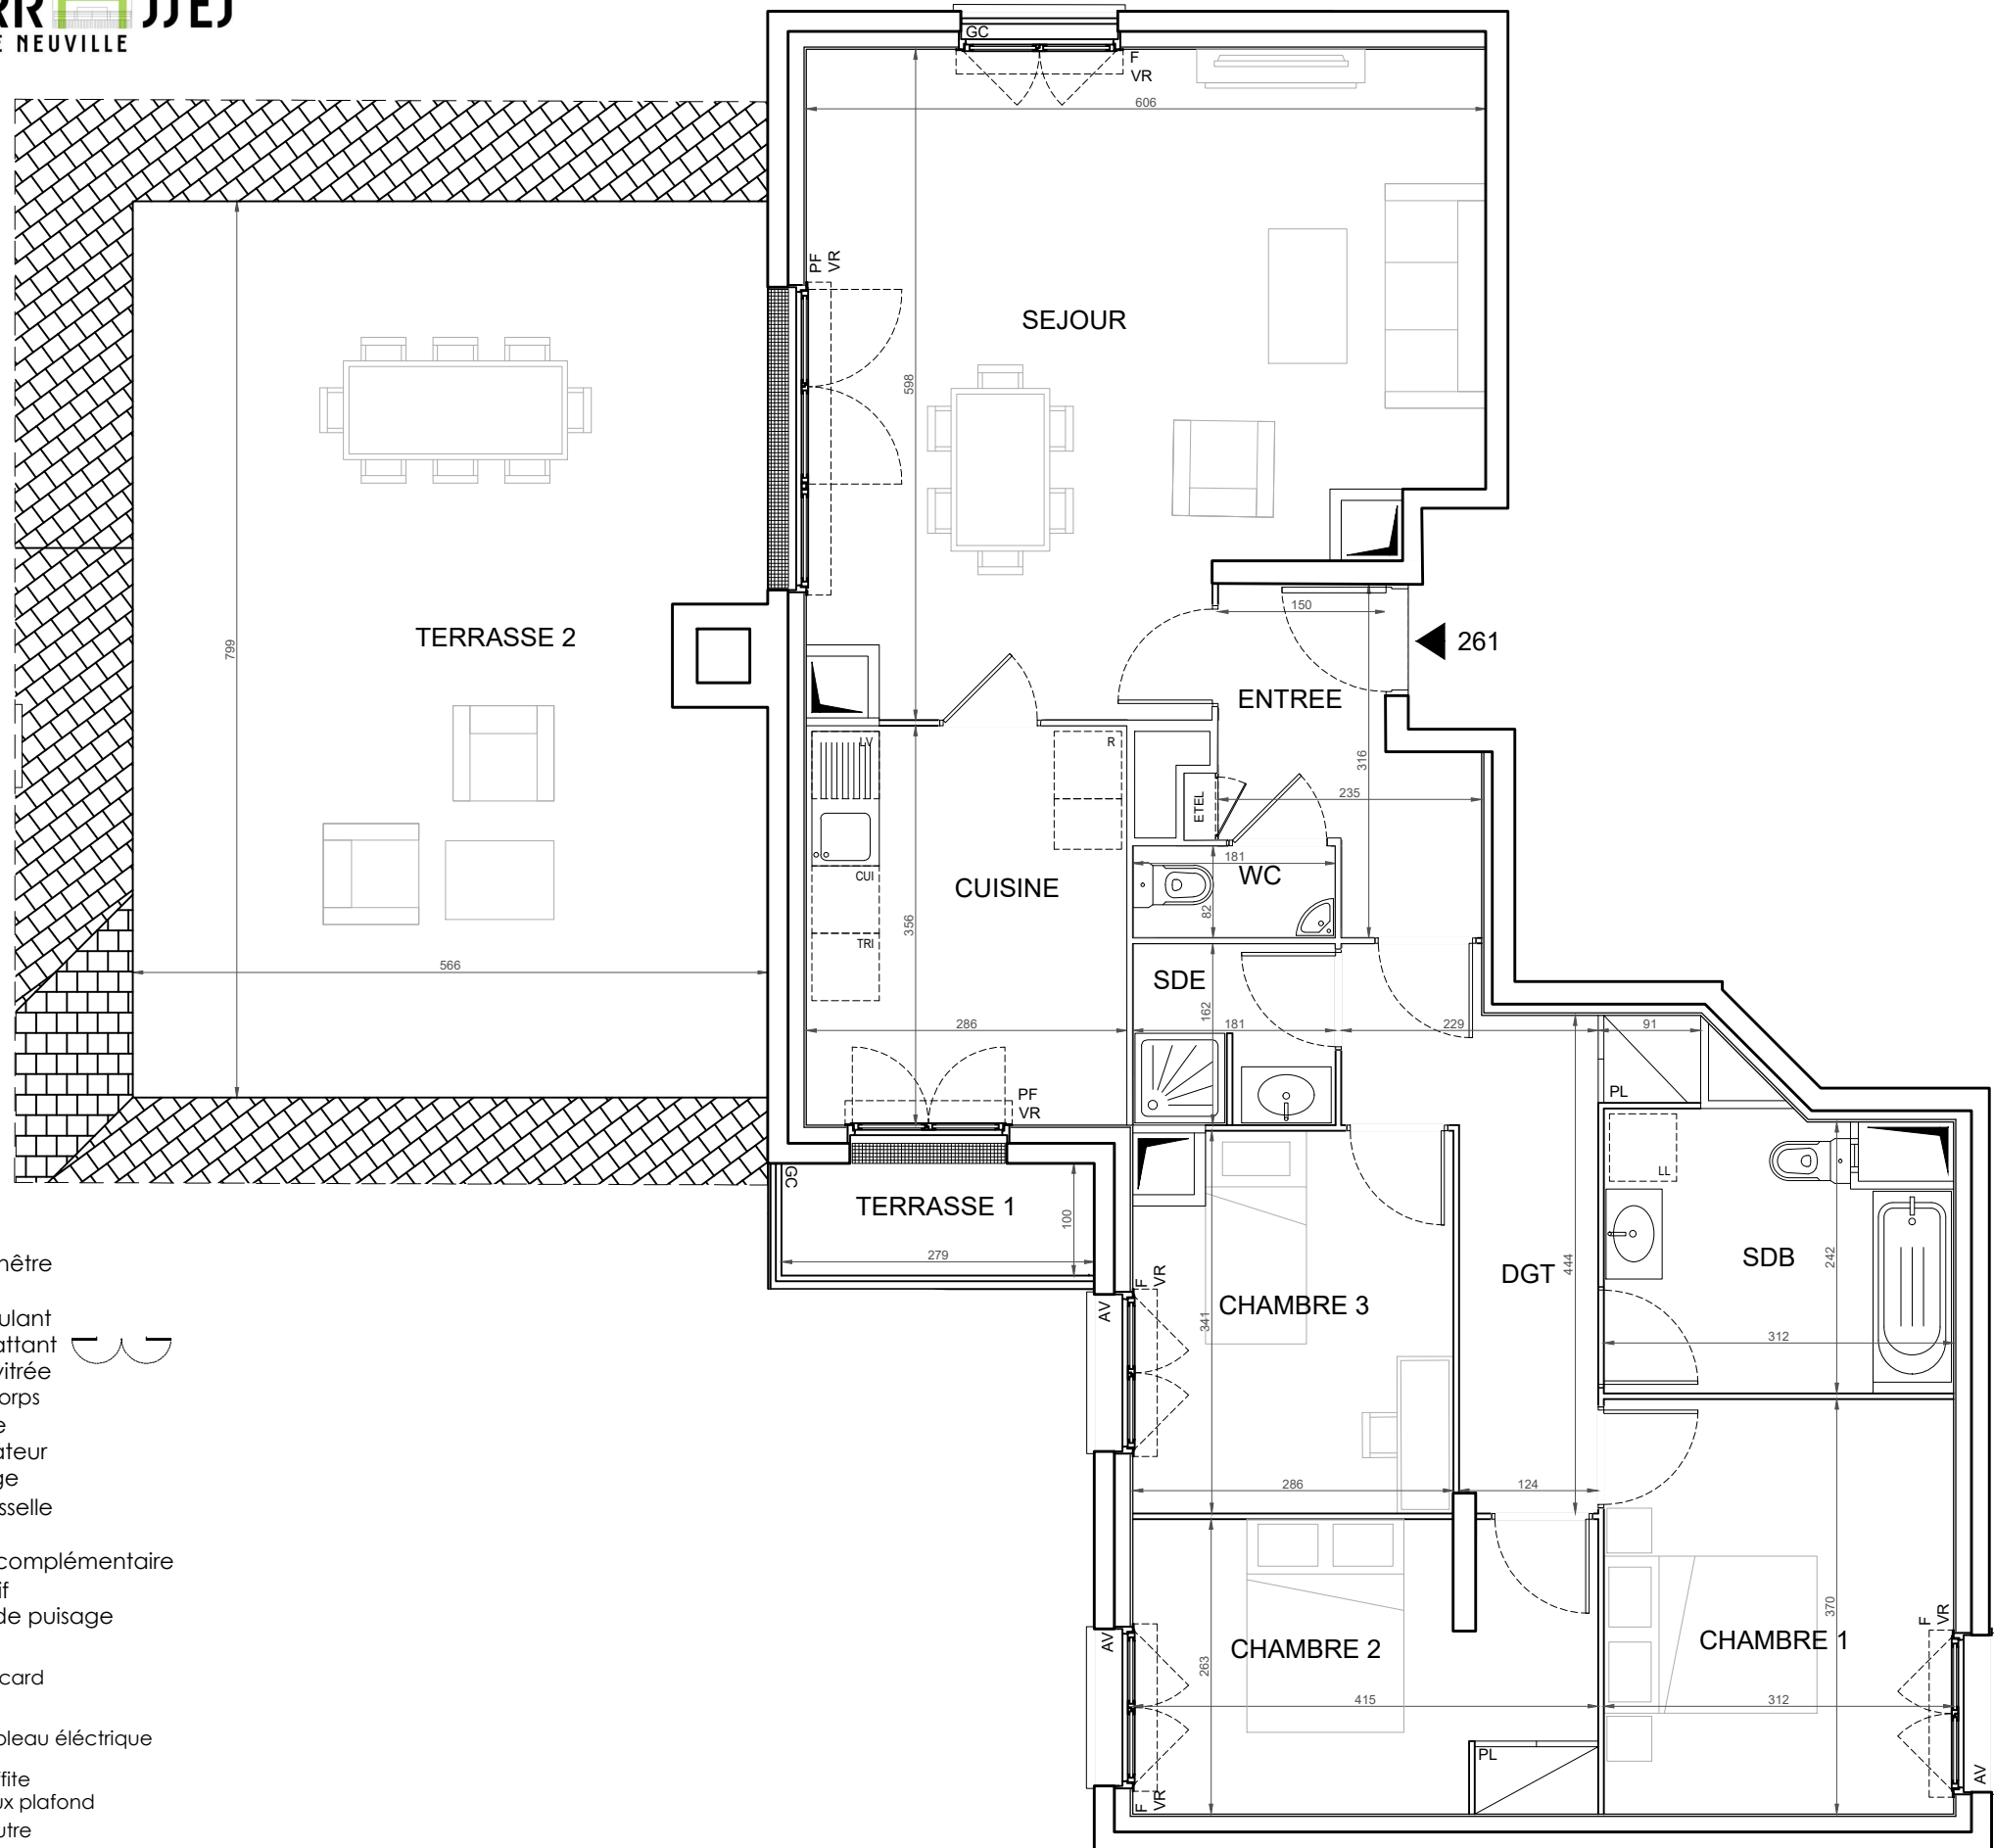 E NEUVILLE
GC
F
VR
606
598
PF
VR
SEJOUR
799
TERRASSE 2
566
150
261
ENTREE
316
235
ETEL
LV
R
CUI
TRI
CUISINE
356
286
181
WC
82
SDE
162
181
229
91
PL
PF
VR
GC
TERRASSE 1
279
100
LL
SDB
242
312
DGT
444
F
VR
AV
CHAMBRE 3
341
286
124
AV
CHAMBRE 2
263
415
PL
F
VR
CHAMBRE 1
370
312
F
VR
AV
nêtre
ulant
attant
vitrée
orps
e
ateur
ge
sselle
complémentaire
if
de puisage
card
bleau éléctrique
ffite
ux plafond
utre